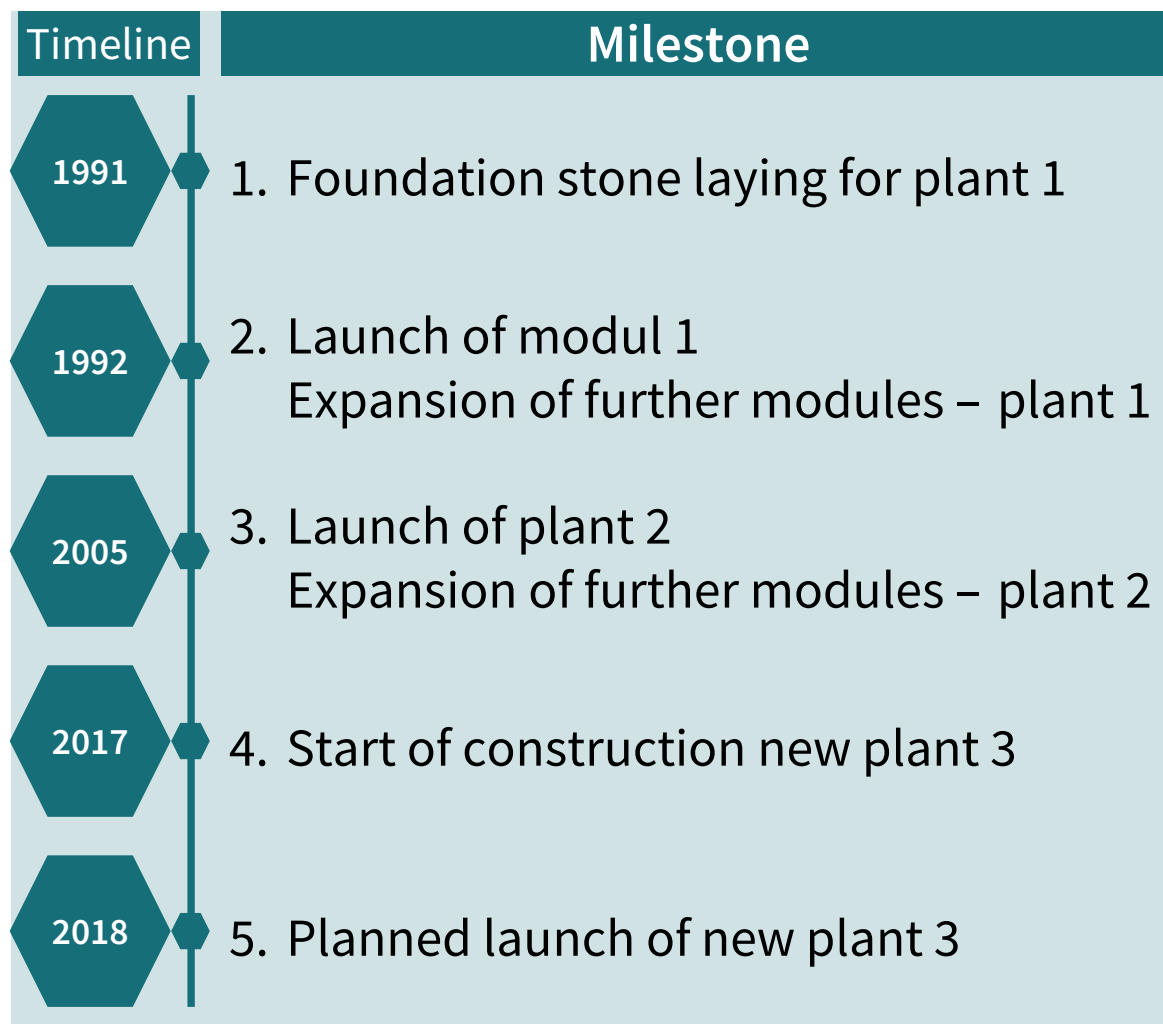 Timeline
Milestone
1991
1. Foundation stone laying for plant 1
1992
2. Launch of modul 1
Expansion of further modules – plant 1
2005
3. Launch of plant 2
Expansion of further modules – plant 2
2017
4. Start of construction new plant 3
2018
5. Planned launch of new plant 3